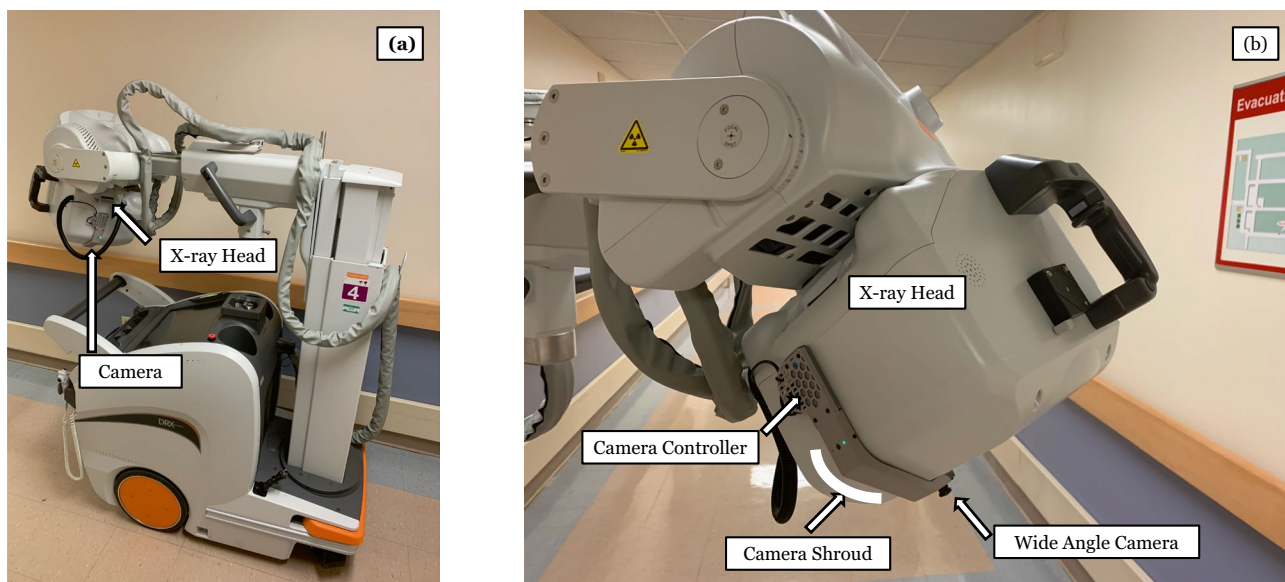 (a)
X-ray Head
4
Camera
DRX
(b)
Evacuat
X-ray Head
Camera Controller
Camera Shroud
Wide Angle Camera